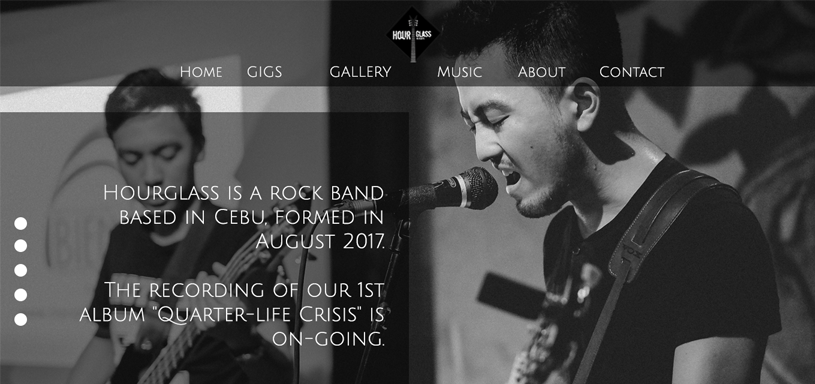 HOUR GLASS
Home GIGS GALLERY Music About Contact
Hourglass is a rock band
based in Cebu, formed in
August 2017.
The recording of our 1st
album "Quarter-life Crisis" is
on-going.